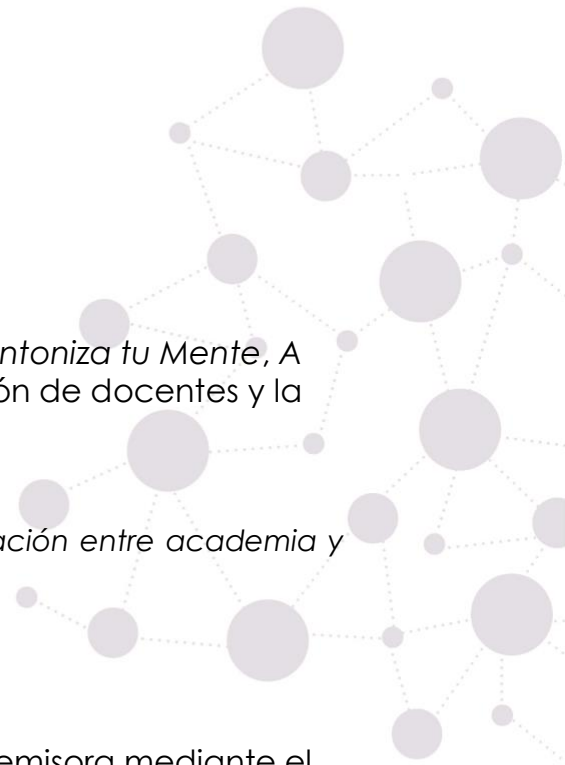 ntoniza tu Mente, A
ón de docentes y la
ación entre academia y
emisora mediante el